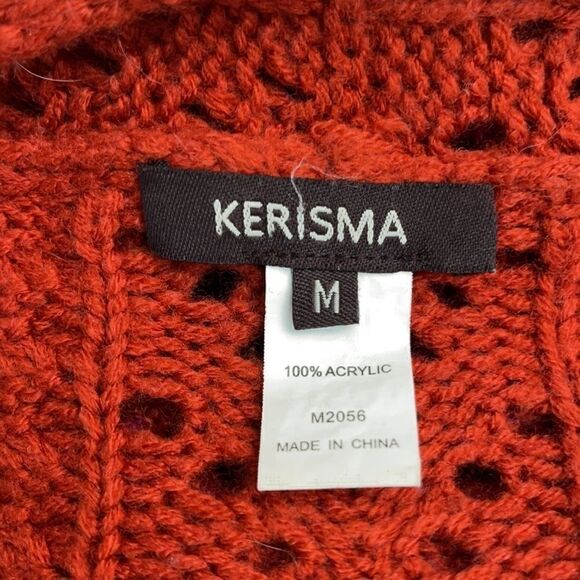 KERISMA
M
100% ACRYLIC
M2056
MADE IN CHINA